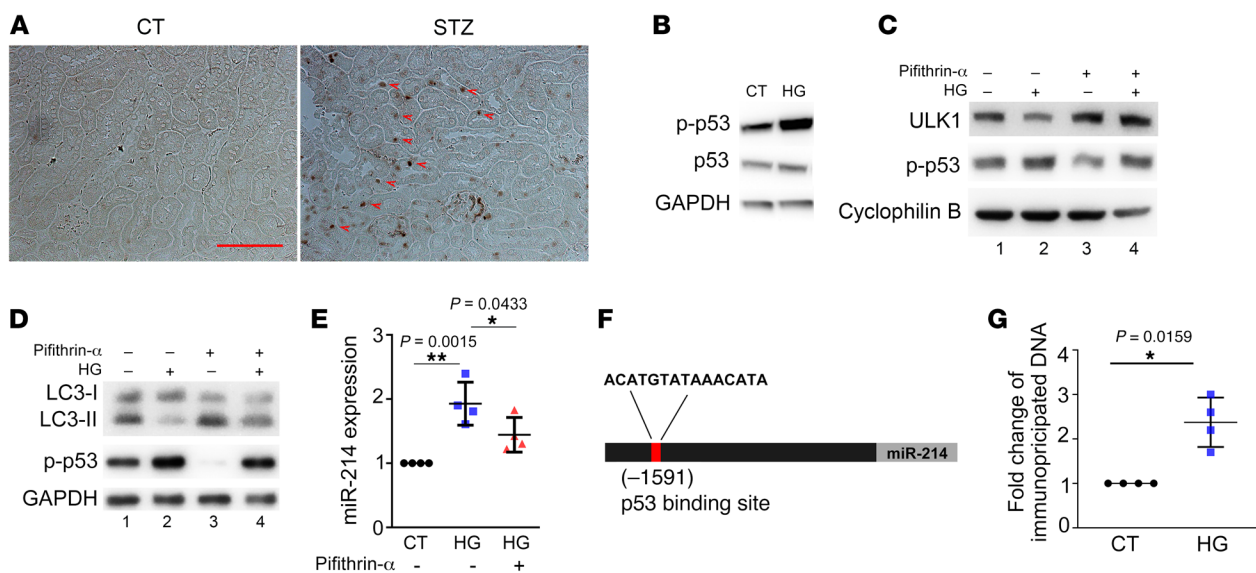 A
CT
STZ
B
CT HG
p-p53
p53
GAPDH
C
Pifithrin-α – – + +
HG – + – +
ULK1
p-p53
Cyclophilin B
1 2 3 4
D
Pifithrin-α – – + +
HG – + – +
LC3-I
LC3-II
p-p53
GAPDH
1 2 3 4
E
P = 0.0433
*
P = 0.0015
**
miR-214 expression
3
2
1
0
CT HG HG
Pifithrin-α - - +
F
ACATGTATAAACATA
miR-214
(–1591)
p53 binding site
G
P = 0.0159
*
Fold change of
immunopricipated DNA
4
3
2
1
0
CT HG